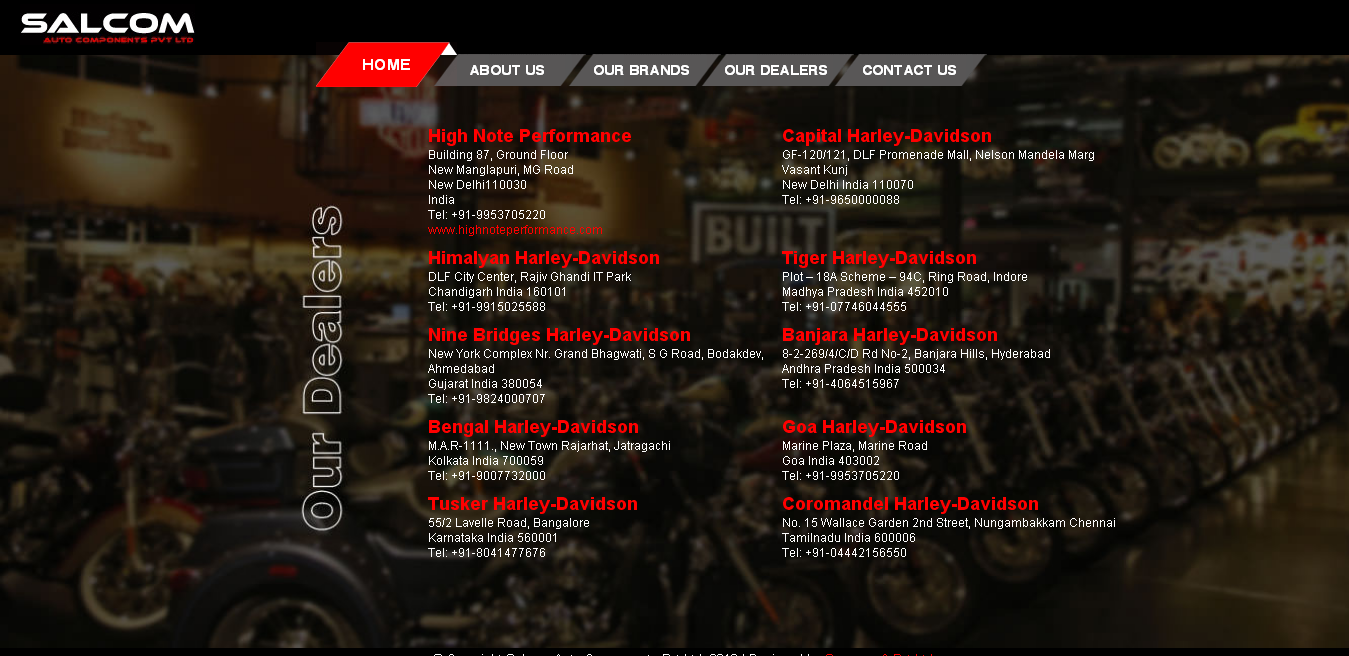 SALCOM
AUTO COMPONENTS PVT LTD
HOME
ABOUT US
OUR BRANDS
OUR DEALERS
CONTACT US
Our Dealers
High Note Performance
Building 87, Ground Floor
New Manglapuri, MG Road
New Delhi110030
India
Tel: +91-9953705220
www.highnoteperformance.com
Capital Harley-Davidson
GF-120/121, DLF Promenade Mall, Nelson Mandela Marg
Vasant Kunj
New Delhi India 110070
Tel: +91-9650000088
BUILT
Himalyan Harley-Davidson
DLF City Center, Rajiv Ghandi IT Park
Chandigarh India 160101
Tel: +91-9915025588
Tiger Harley-Davidson
Plot – 18A Scheme – 94C, Ring Road, Indore
Madhya Pradesh India 452010
Tel: +91-07746044555
Nine Bridges Harley-Davidson
New York Complex Nr. Grand Bhagwati, S G Road, Bodakdev,
Ahmedabad
Gujarat India 380054
Tel: +91-9824000707
Banjara Harley-Davidson
8-2-269/4/C/D Rd No-2, Banjara Hills, Hyderabad
Andhra Pradesh India 500034
Tel: +91-4064515967
Bengal Harley-Davidson
M.A.R-1111., New Town Rajarhat, Jatragachi
Kolkata India 700059
Tel: +91-9007732000
Goa Harley-Davidson
Marine Plaza, Marine Road
Goa India 403002
Tel: +91-9953705220
Tusker Harley-Davidson
55/2 Lavelle Road, Bangalore
Karnataka India 560001
Tel: +91-8041477676
Coromandel Harley-Davidson
No. 15 Wallace Garden 2nd Street, Nungambakkam Chennai
Tamilnadu India 600006
Tel: +91-04442156550